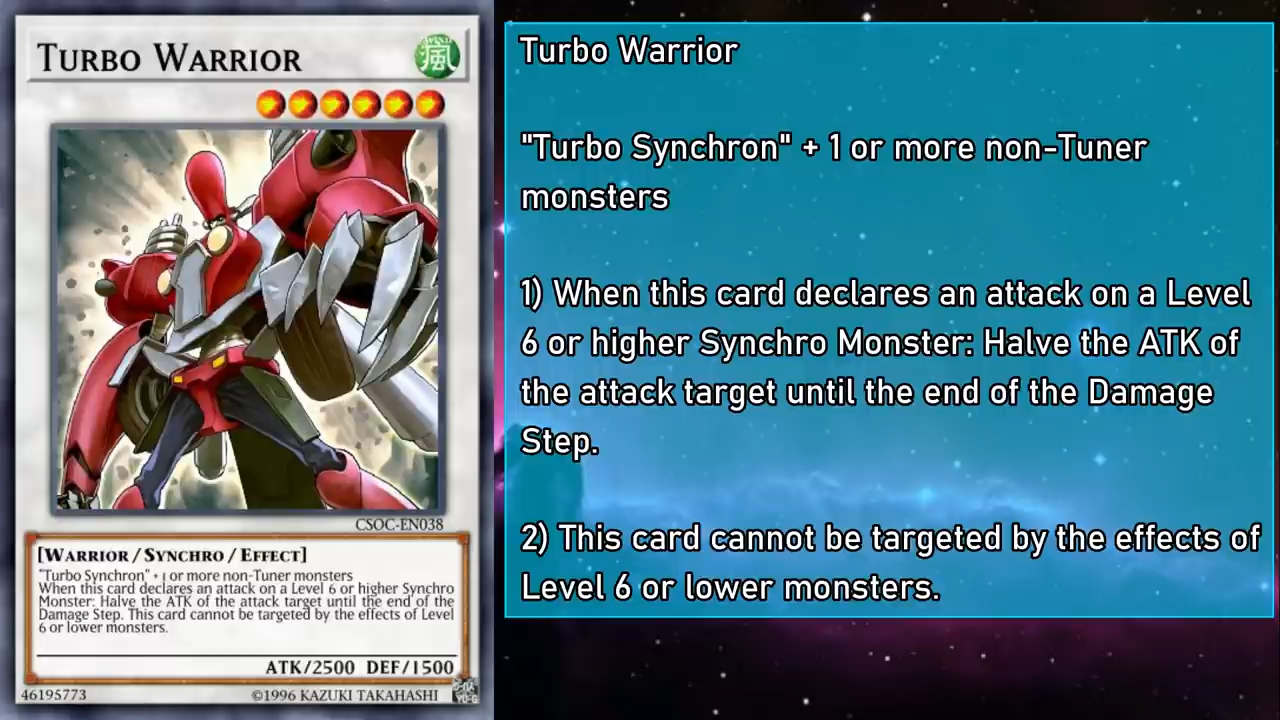 TURBO WARRIOR
WIND
風
CSOC-EN038
[WARRIOR / SYNCHRO / EFFECT]
"Turbo Synchron" + 1 or more non-Tuner monsters
When this card declares an attack on a Level 6 or higher Synchro
Monster: Halve the ATK of the attack target until the end of the
Damage Step. This card cannot be targeted by the effects of Level
6 or lower monsters.
ATK/2500 DEF/1500
46195773
©1996 KAZUKI TAKAHASHI
Turbo Warrior
"Turbo Synchron" + 1 or more non-Tuner
monsters
1) When this card declares an attack on a Level
6 or higher Synchro Monster: Halve the ATK of
the attack target until the end of the Damage
Step.
2) This card cannot be targeted by the effects of
Level 6 or lower monsters.